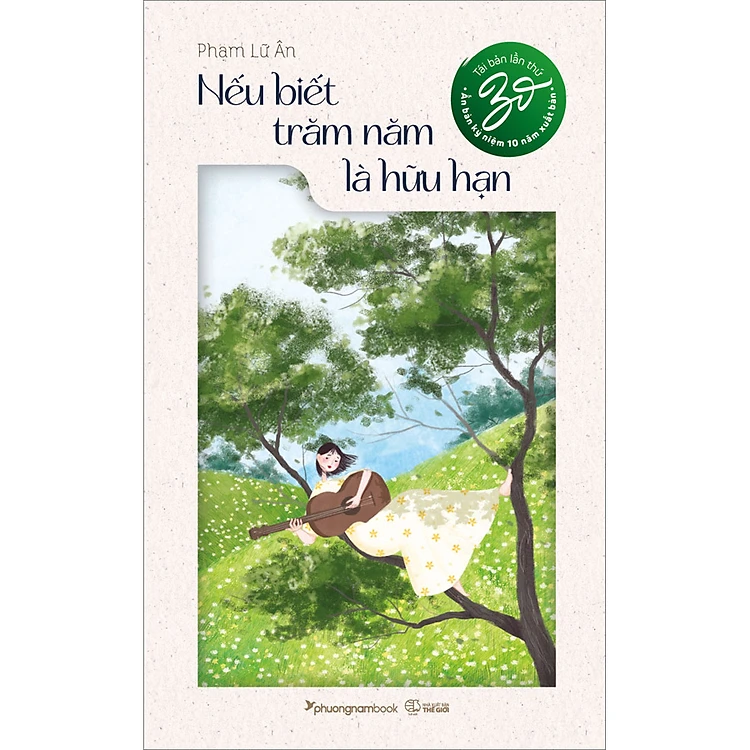 Phạm Lữ Ân
Nếu biết
trăm năm
là hữu hạn
Tái bản lần thứ
30
Ấn bản kỷ niệm 10 năm xuất bản
phuongnambook
NHÀ XUẤT BẢN
THẾ GIỚI